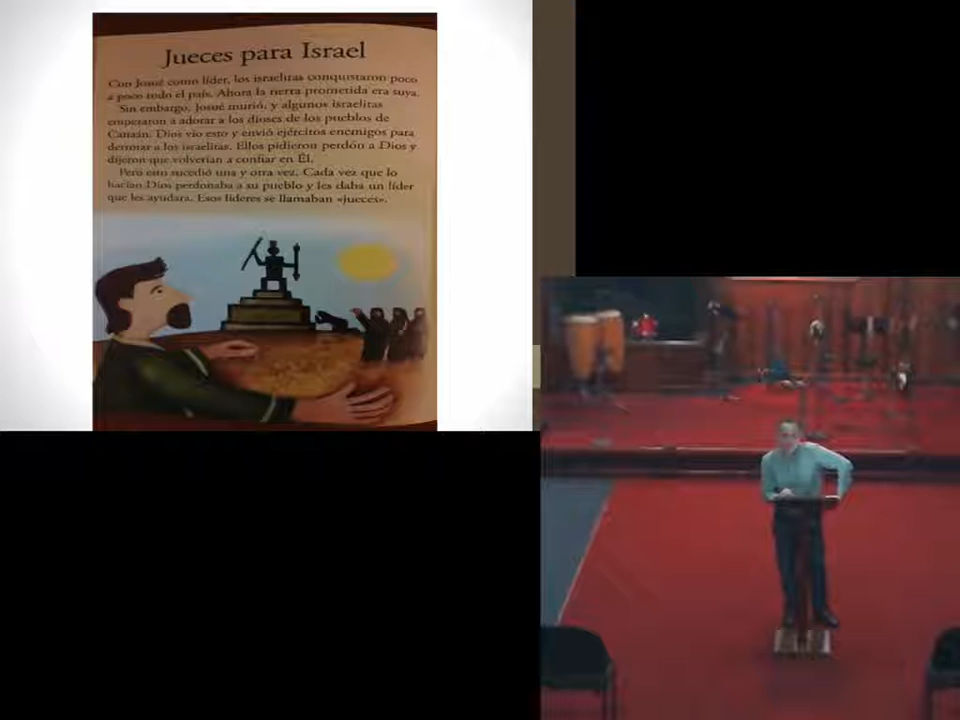 Jueces para Israel
Con Josué como líder, los israelitas conquistaron poco
a poco todo el país. Ahora la tierra prometida era suya.
Sin embargo, Josué murió, y algunos israelitas
empezaron a adorar a los dioses de los pueblos de
Canaán. Dios vio esto y envió ejércitos enemigos para
derrotar a los israelitas. Ellos pidieron perdón a Dios y
dijeron que volverían a confiar en Él.
Pero esto sucedió una y otra vez. Cada vez que lo
hacían Dios perdonaba a su pueblo y les daba un líder
que les ayudara. Esos líderes se llamaban «jueces».